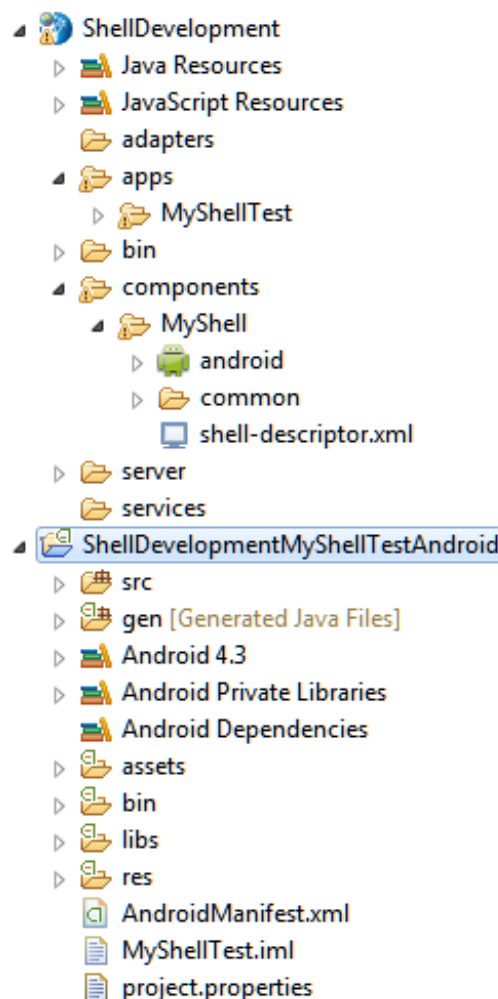 ShellDevelopment
Java Resources
JavaScript Resources
adapters
apps
MyShellTest
bin
components
MyShell
android
common
shell-descriptor.xml
server
services
ShellDevelopmentMyShellTestAndroid
src
gen [Generated Java Files]
Android 4.3
Android Private Libraries
Android Dependencies
assets
bin
libs
res
AndroidManifest.xml
MyShellTest.iml
project.properties